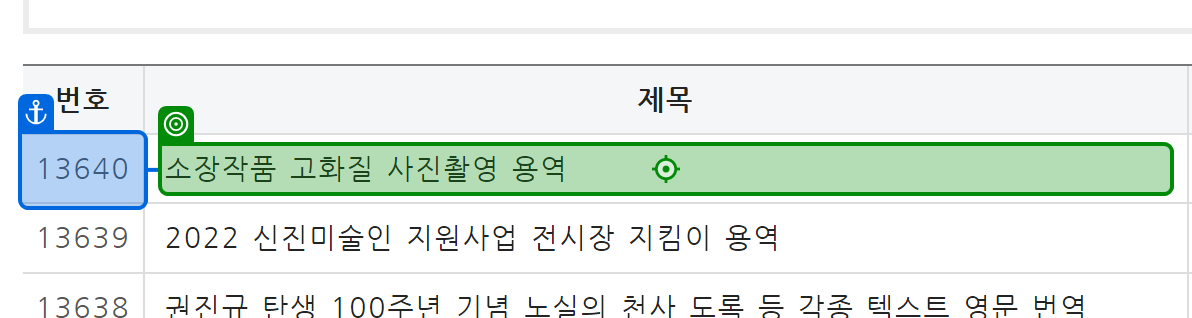 번호 제목
13640 소장작품 고화질 사진촬영 용역
13639 2022 신진미술인 지원사업 전시장 지킴이 용역
13638 권진규 탄생 100주년 기념 노실의 천사 도록 등 각종 텍스트 영문 번역